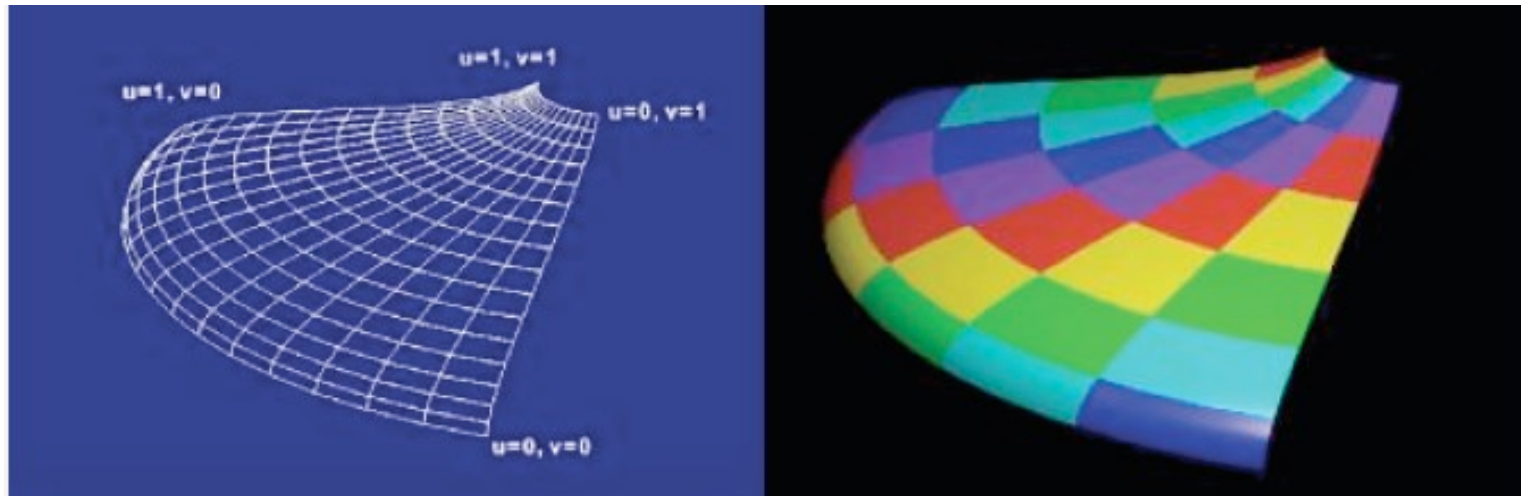 u=1, v=1
u=1, v=0
u=0, v=1
u=0, v=0